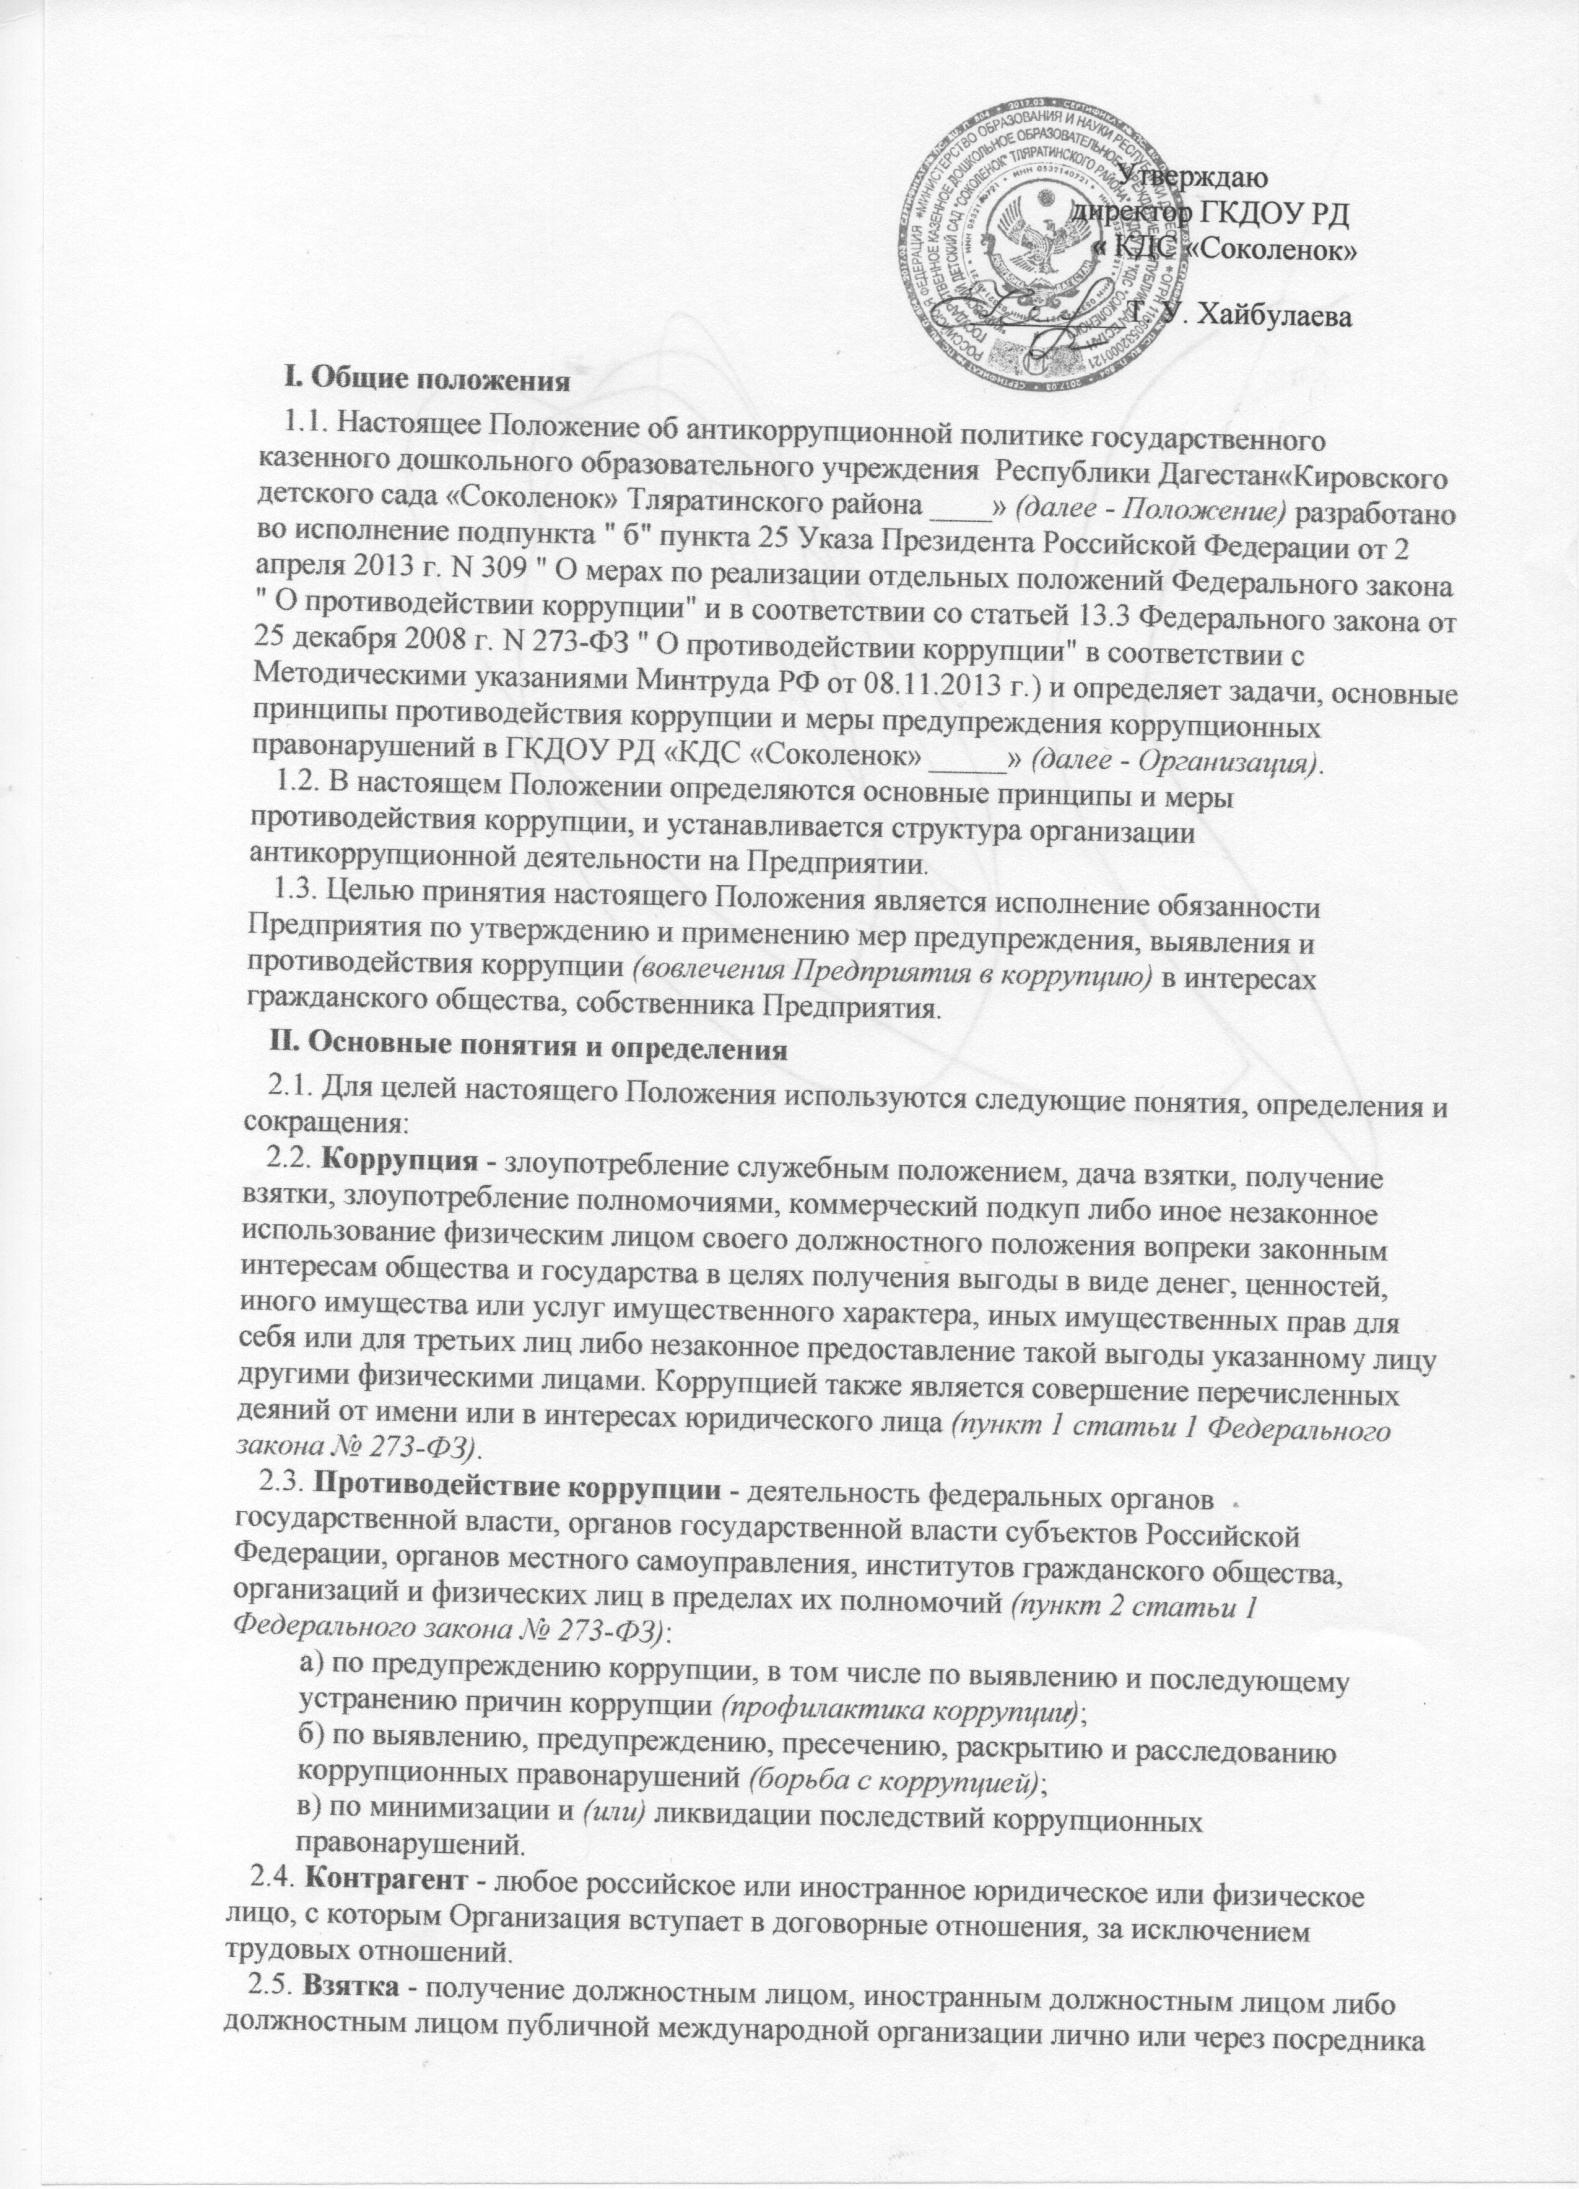 Утверждаю
директор ГКДОУ РД
« КДС «Соколенок»
Т. У. Хайбулаева
I. Общие положения
1.1. Настоящее Положение об антикоррупционной политике государственного
казенного дошкольного образовательного учреждения Республики Дагестан«Кировского
детского сада «Соколенок» Тляратинского района ____» (далее - Положение) разработано
во исполнение подпункта " б" пункта 25 Указа Президента Российской Федерации от 2
апреля 2013 г. N 309 " О мерах по реализации отдельных положений Федерального закона
" О противодействии коррупции" и в соответствии со статьей 13.3 Федерального закона от
25 декабря 2008 г. N 273-ФЗ " О противодействии коррупции" в соответствии с
Методическими указаниями Минтруда РФ от 08.11.2013 г.) и определяет задачи, основные
принципы противодействия коррупции и меры предупреждения коррупционных
правонарушений в ГКДОУ РД «КДС «Соколенок» _____» (далее - Организация).
1.2. В настоящем Положении определяются основные принципы и меры
противодействия коррупции, и устанавливается структура организации
антикоррупционной деятельности на Предприятии.
1.3. Целью принятия настоящего Положения является исполнение обязанности
Предприятия по утверждению и применению мер предупреждения, выявления и
противодействия коррупции (вовлечения Предприятия в коррупцию) в интересах
гражданского общества, собственника Предприятия.
II. Основные понятия и определения
2.1. Для целей настоящего Положения используются следующие понятия, определения и
сокращения:
2.2. Коррупция - злоупотребление служебным положением, дача взятки, получение
взятки, злоупотребление полномочиями, коммерческий подкуп либо иное незаконное
использование физическим лицом своего должностного положения вопреки законным
интересам общества и государства в целях получения выгоды в виде денег, ценностей,
иного имущества или услуг имущественного характера, иных имущественных прав для
себя или для третьих лиц либо незаконное предоставление такой выгоды указанному лицу
другими физическими лицами. Коррупцией также является совершение перечисленных
деяний от имени или в интересах юридического лица (пункт 1 статьи 1 Федерального
закона № 273-ФЗ).
2.3. Противодействие коррупции - деятельность федеральных органов
государственной власти, органов государственной власти субъектов Российской
Федерации, органов местного самоуправления, институтов гражданского общества,
организаций и физических лиц в пределах их полномочий (пункт 2 статьи 1
Федерального закона № 273-ФЗ):
а) по предупреждению коррупции, в том числе по выявлению и последующему
устранению причин коррупции (профилактика коррупции);
б) по выявлению, предупреждению, пресечению, раскрытию и расследованию
коррупционных правонарушений (борьба с коррупцией);
в) по минимизации и (или) ликвидации последствий коррупционных
правонарушений.
2.4. Контрагент - любое российское или иностранное юридическое или физическое
лицо, с которым Организация вступает в договорные отношения, за исключением
трудовых отношений.
2.5. Взятка - получение должностным лицом, иностранным должностным лицом либо
должностным лицом публичной международной организации лично или через посредника